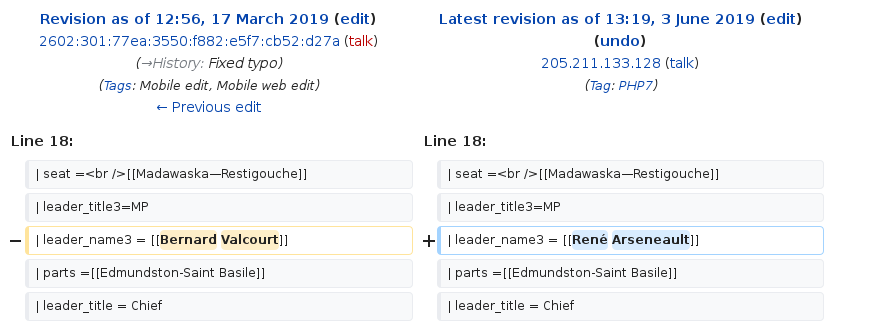 Revision as of 12:56, 17 March 2019 (edit)
2602:301:77ea:3550:f882:e5f7:cb52:d27a (talk)
(→History: Fixed typo)
(Tags: Mobile edit, Mobile web edit)
← Previous edit
Latest revision as of 13:19, 3 June 2019 (edit)
(undo)
205.211.133.128 (talk)
(Tag: PHP7)
Line 18:
Line 18:
| seat =<br />[[Madawaska—Restigouche]]
| seat =<br />[[Madawaska—Restigouche]]
| leader_title3=MP
| leader_title3=MP
− | leader_name3 = [[Bernard Valcourt]]
+ | leader_name3 = [[René Arseneault]]
| parts =[[Edmundston-Saint Basile]]
| parts =[[Edmundston-Saint Basile]]
| leader_title = Chief
| leader_title = Chief